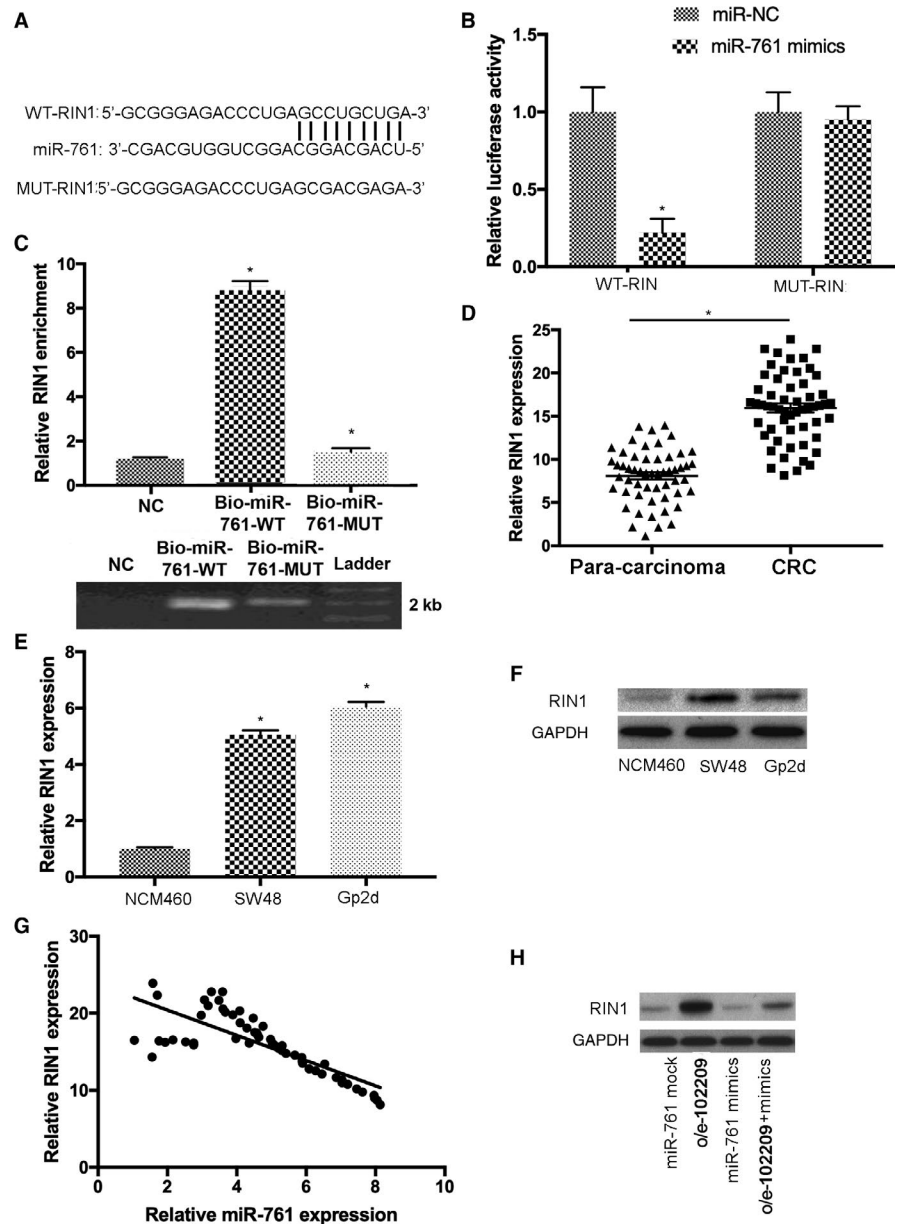 A
WT-RIN1: 5'-GCGGGAGACCCUGAGCCUGCUGA-3'
miR-761: 3'-CGACGUGGUCGGACGGACGACU-5'
MUT-RIN1:5'-GCGGGAGACCCUGAGCGACGAGA-3'
B
miR-NC
miR-761 mimics
Relative luciferase activity
1.5
1.0
0.5
0.0
*
WT-RIN
MUT-RIN
C
Relative RIN1 enrichment
10
8
6
4
2
0
*
*
NC
Bio-miR-
761-WT
Bio-miR-
761-MUT
NC
Bio-miR-
761-WT
Bio-miR-
761-MUT
Ladder
2 kb
D
Relative RIN1 expression
25
20
15
10
5
0
*
Para-carcinoma
CRC
E
Relative RIN1 expression
8
6
4
2
0
*
*
NCM460
SW48
Gp2d
F
RIN1
GAPDH
NCM460
SW48
Gp2d
G
Relative RIN1 expression
30
20
10
0
0 2 4 6 8 10
Relative miR-761 expression
H
RIN1
GAPDH
miR-761 mock
o/e-102209
miR-761 mimics
o/e-102209+mimics